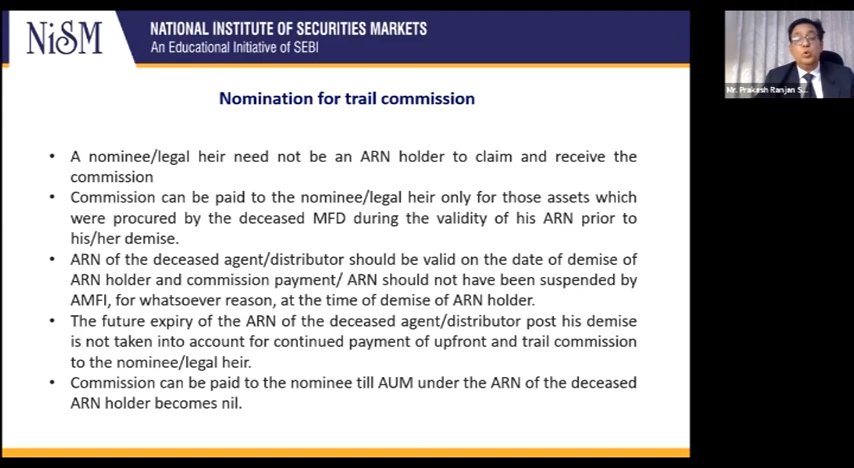 NiSM
NATIONAL INSTITUTE OF SECURITIES MARKETS
An Educational Initiative of SEBI
Nomination for trail commission
• A nominee/legal heir need not be an ARN holder to claim and receive the
commission
• Commission can be paid to the nominee/legal heir only for those assets which
were procured by the deceased MFD during the validity of his ARN prior to
his/her demise.
• ARN of the deceased agent/distributor should be valid on the date of demise of
ARN holder and commission payment/ ARN should not have been suspended by
AMFI, for whatsoever reason, at the time of demise of ARN holder.
• The future expiry of the ARN of the deceased agent/distributor post his demise
is not taken into account for continued payment of upfront and trail commission
to the nominee/legal heir.
• Commission can be paid to the nominee till AUM under the ARN of the deceased
ARN holder becomes nil.
Mr. Prakash Ranjan S...